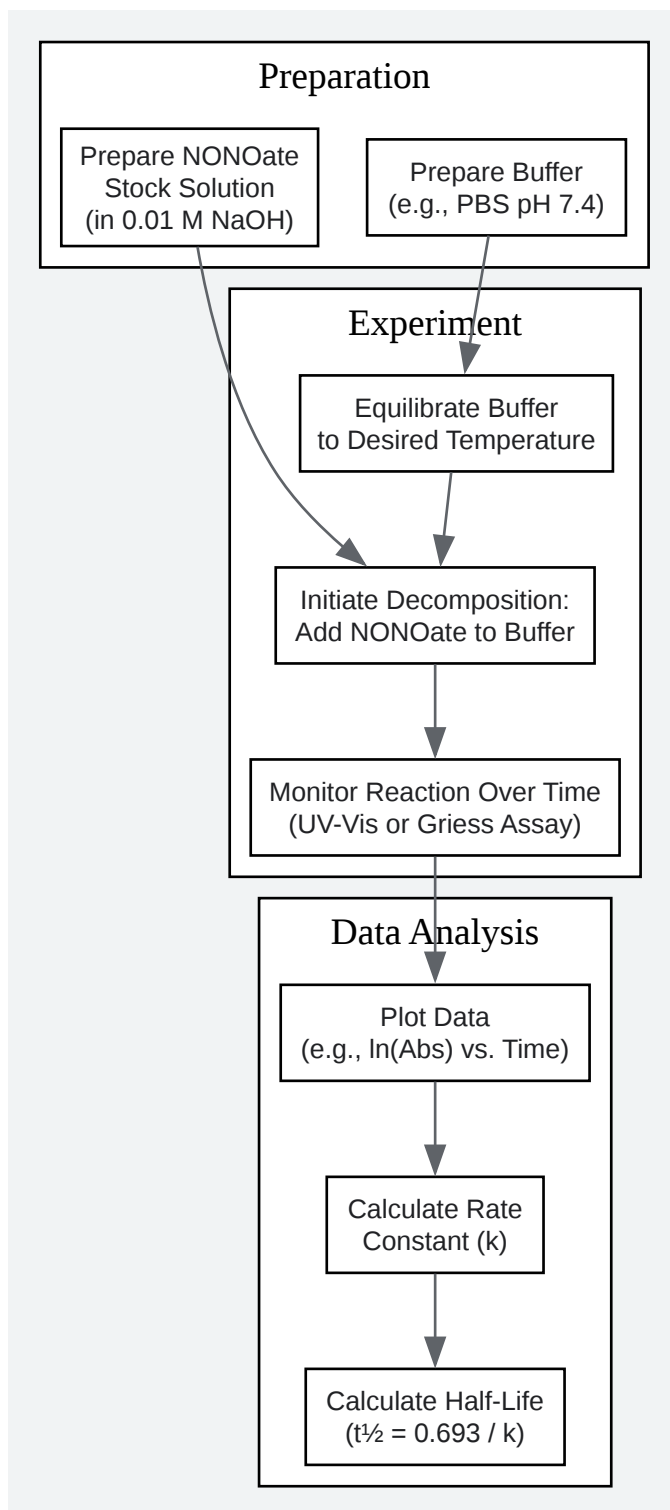 Preparation
Prepare NONOate
Stock Solution
(in 0.01 M NaOH)
Prepare Buffer
(e.g., PBS pH 7.4)
Experiment
Equilibrate Buffer
to Desired Temperature
Initiate Decomposition:
Add NONOate to Buffer
Monitor Reaction Over Time
(UV-Vis or Griess Assay)
Data Analysis
Plot Data
(e.g., ln(Abs) vs. Time)
Calculate Rate
Constant (k)
Calculate Half-Life
(t½ = 0.693 / k)